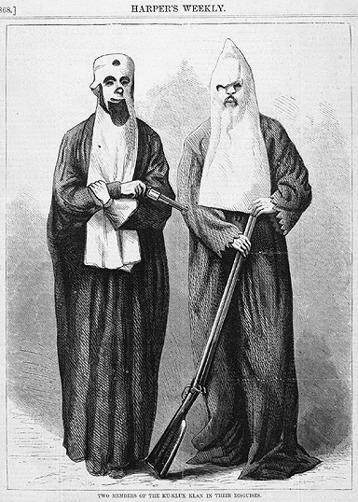 868.]
HARPER'S WEEKLY.
TWO MEMBERS OF THE KU-KLUX KLAN IN THEIR DISGUISES.